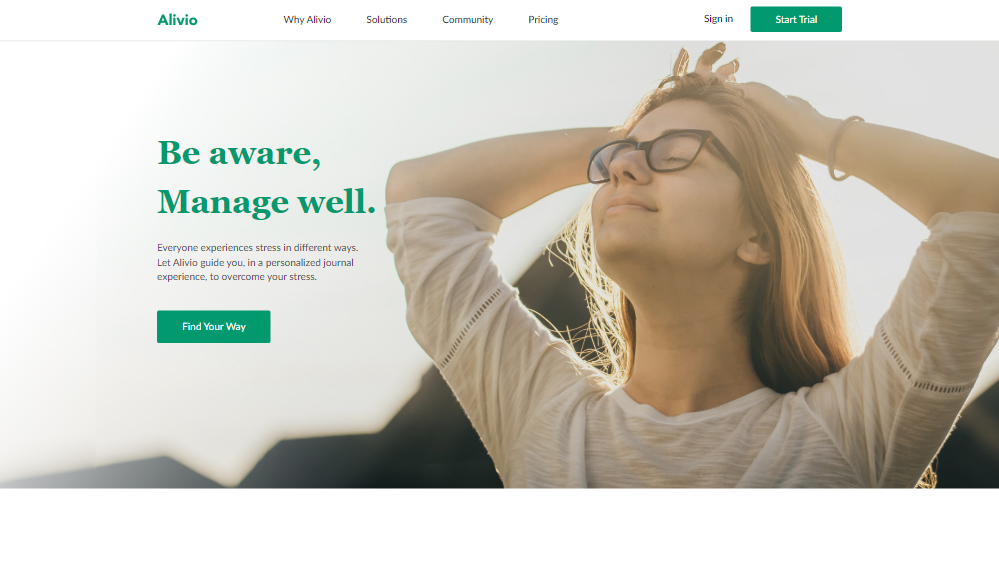 Alivio
Why Alivio
Solutions
Community
Pricing
Sign in
Start Trial
Be aware,
Manage well.
Everyone experiences stress in different ways.
Let Alivio guide you, in a personalized journal
experience, to overcome your stress.
Find Your Way